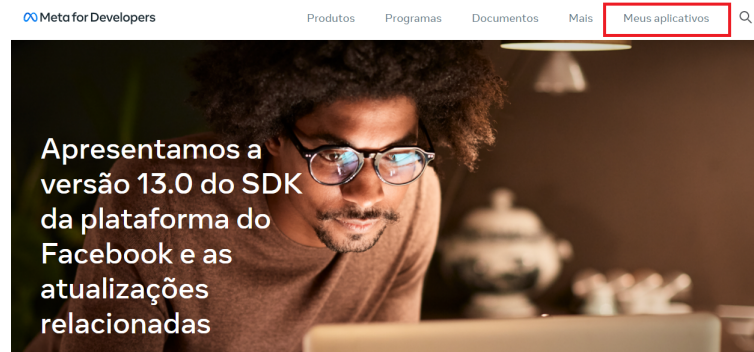 Meta for Developers Produtos Programas Documentos Mais Meus aplicativos
Apresentamos a
versão 13.0 do SDK
da plataforma do
Facebook e as
atualizações
relacionadas